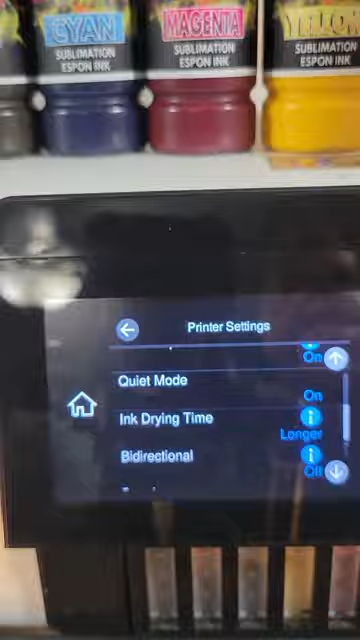 CYAN
SUBLIMATION
ESPON INK
MAGENTA
SUBLIMATION
ESPON INK
YELLOW
SUBLIMATION
ESPON INK
Printer Settings
On
Quiet Mode
On
Ink Drying Time
Longer
Bidirectional
Off